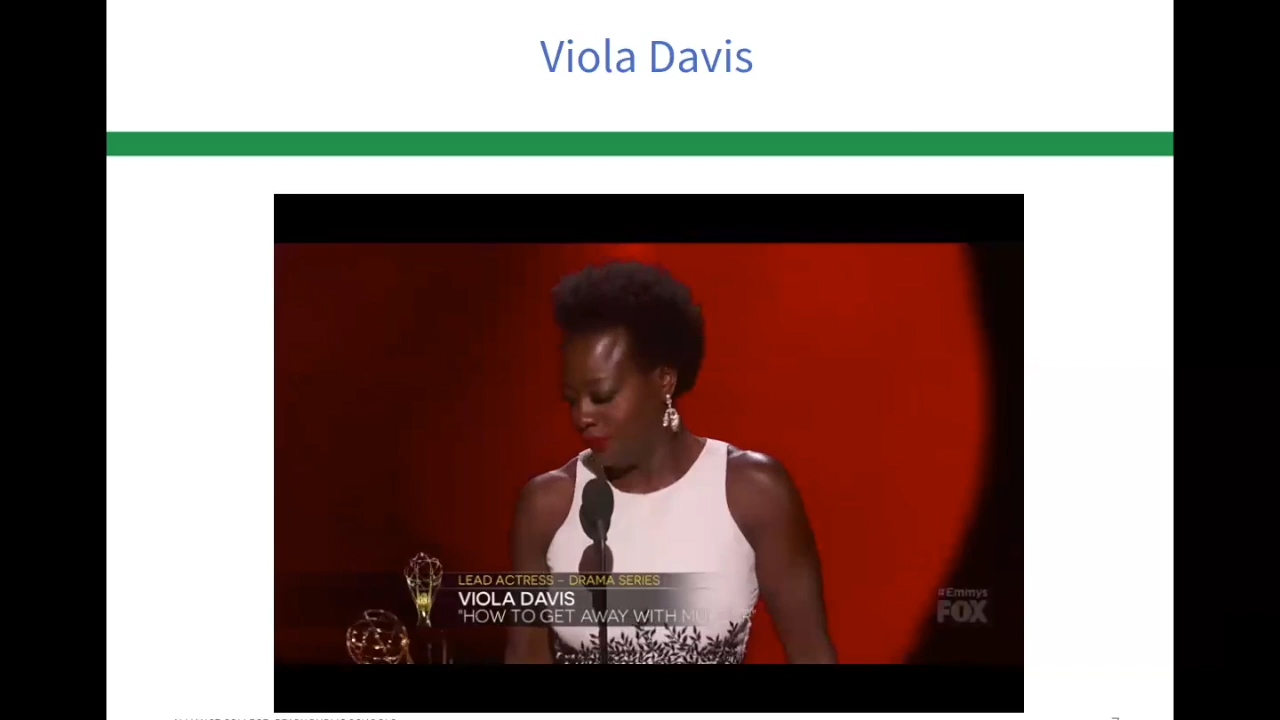 Viola Davis
LEAD ACTRESS – DRAMA SERIES
VIOLA DAVIS
"HOW TO GET AWAY WITH
#Emmys
FOX